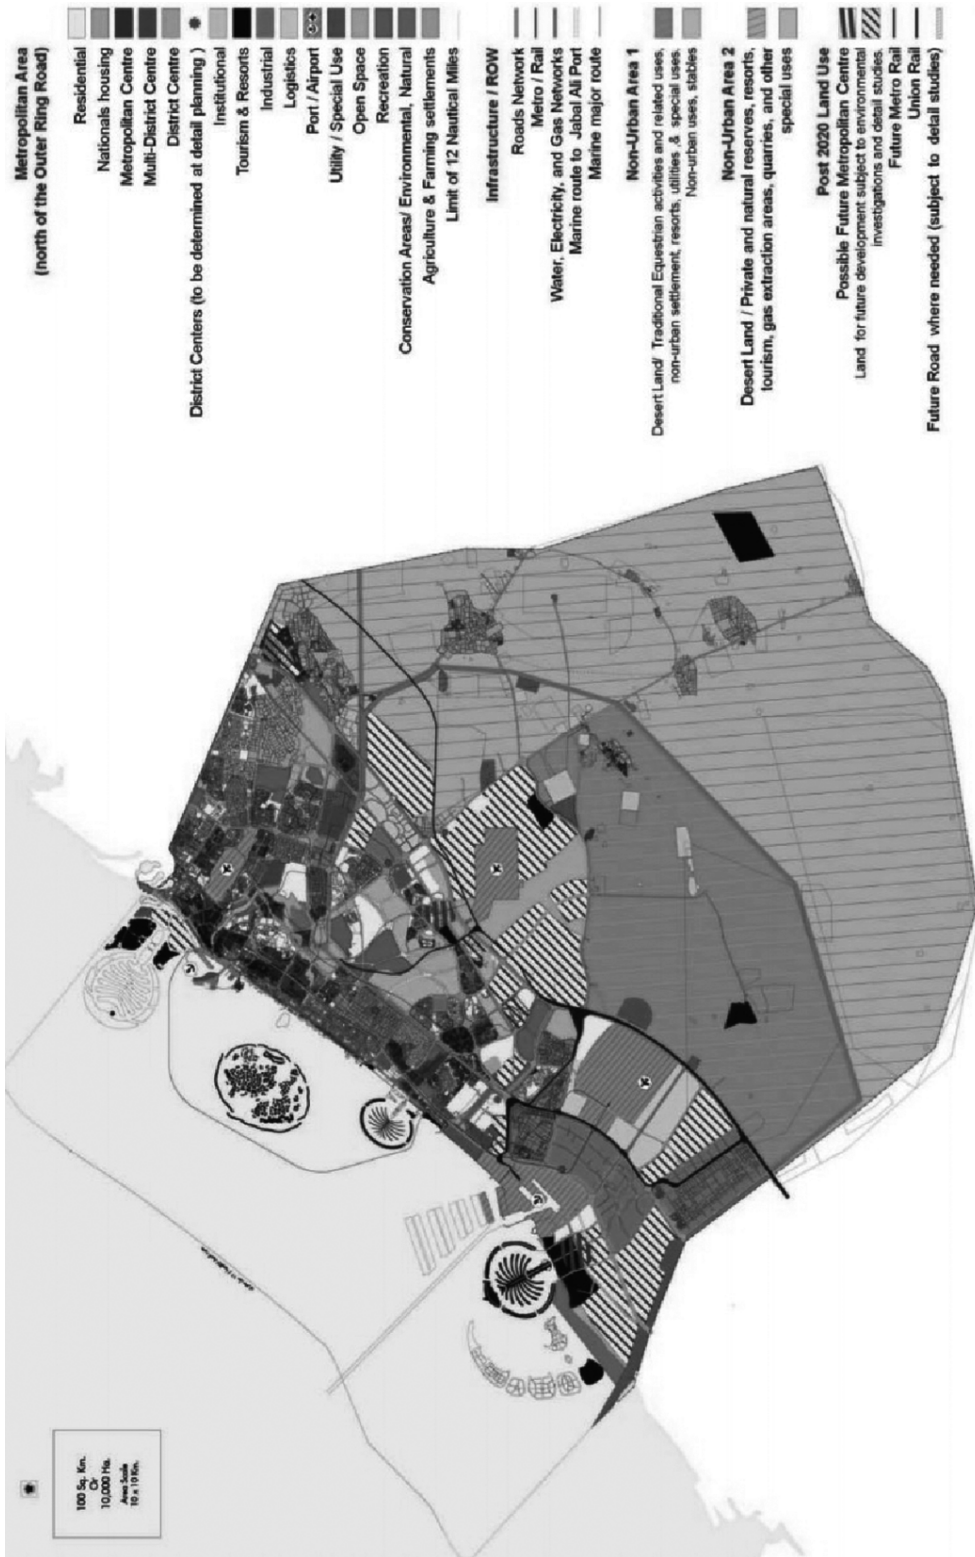 Metropolitan Area
(north of the Outer Ring Road)
Residential
Nationals housing
Metropolitan Centre
Multi-District Centre
District Centre
District Centers (to be determined at detail planning )
Institutional
Tourism & Resorts
Industrial
Logistics
Port / Airport
Utility / Special Use
Open Space
Recreation
Conservation Areas/ Environmental, Natural
Agriculture & Farming settlements
Limit of 12 Nautical Miles
Infrastructure / ROW
Roads Network
Metro / Rail
Water, Electricity, and Gas Networks
Marine route to Jabal Ali Port
Marine major route
Non-Urban Area 1
Desert Land/ Traditional Equestrian activities and related uses,
non-urban settlement, resorts, utilities ,& special uses
Non-urban uses, stables
Non-Urban Area 2
Desert Land / Private and natural reserves, resorts,
tourism, gas extraction areas, quarries, and other
special uses
Post 2020 Land Use
Possible Future Metropolitan Centre
Land for future development subject to environmental
investigations and detail studies
Future Metro Rail
Union Rail
Future Road where needed (subject to detail studies)
100 Sq. Km.
Or
10,000 Ha.
Area Scale
10 x 10 Km.